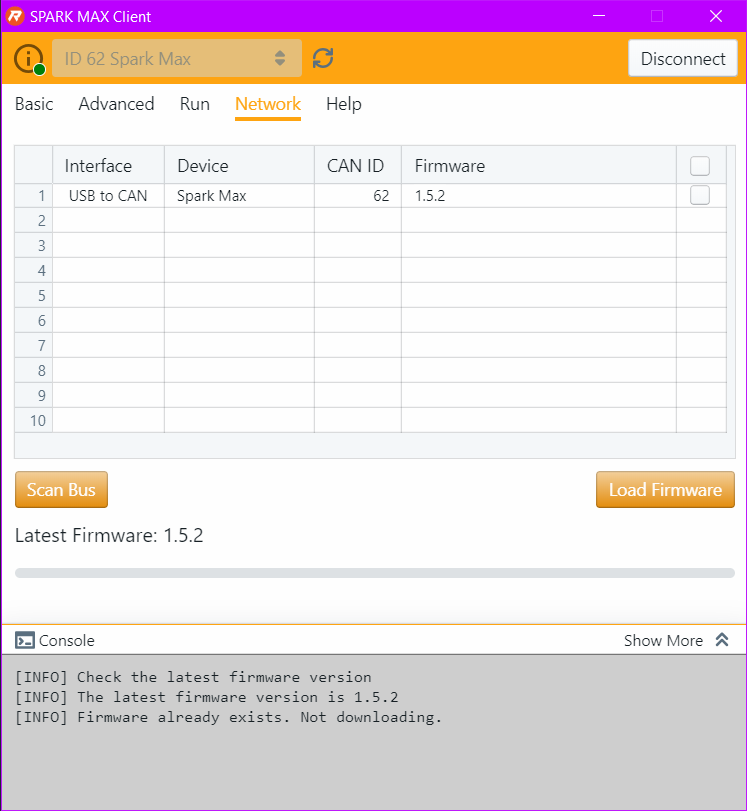 SPARK MAX Client
ID 62 Spark Max
Disconnect
Basic Advanced Run Network Help
Interface Device CAN ID Firmware
1 USB to CAN Spark Max 62 1.5.2
2
3
4
5
6
7
8
9
10
Scan Bus Load Firmware
Latest Firmware: 1.5.2
Console Show More
[INFO] Check the latest firmware version
[INFO] The latest firmware version is 1.5.2
[INFO] Firmware already exists. Not downloading.